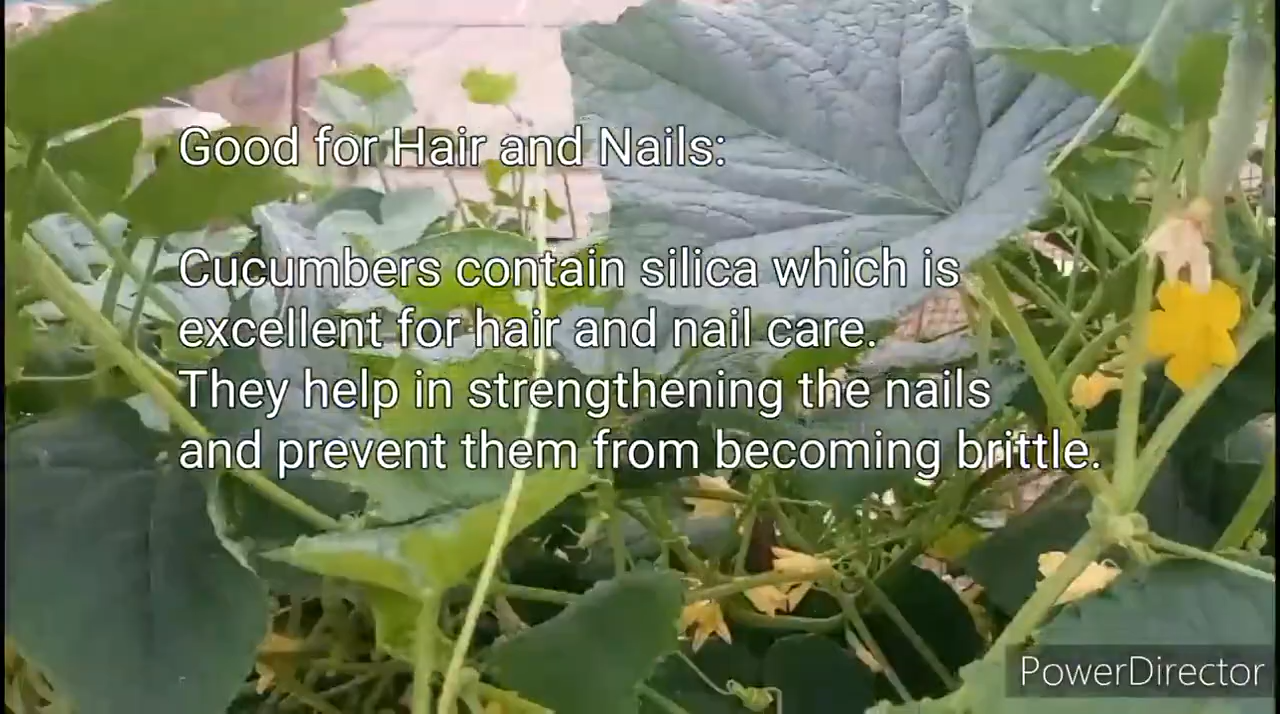 Good for Hair and Nails:
Cucumbers contain silica which is
excellent for hair and nail care.
They help in strengthening the nails
and prevent them from becoming brittle.
PowerDirector